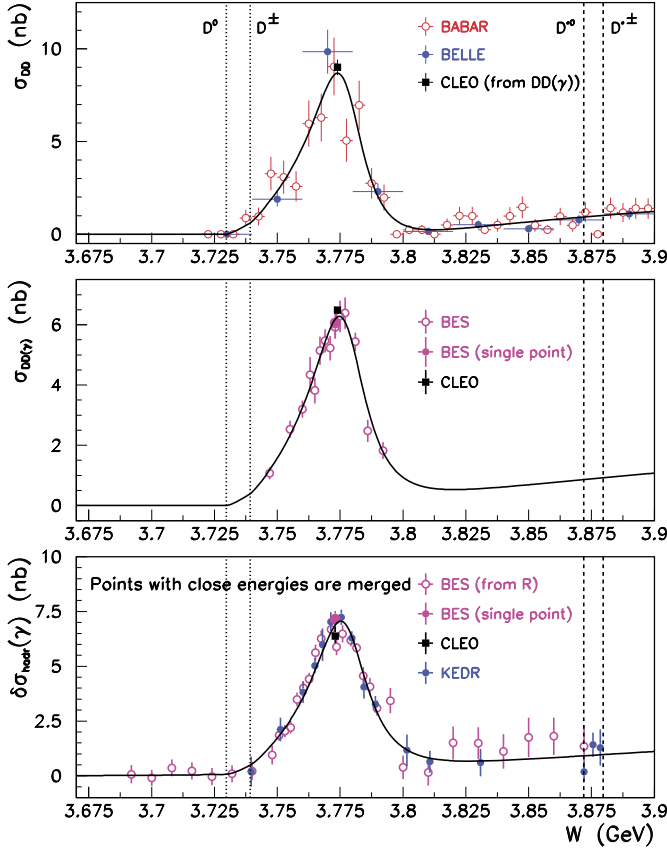 σDD (nb)
10
5
0
D⁰
D±
BABAR
BELLE
CLEO (from DD(γ))
D*⁰
D*±
3.675 3.7 3.725 3.75 3.775 3.8 3.825 3.85 3.875 3.9
σDD(γ) (nb)
6
4
2
0
BES
BES (single point)
CLEO
3.675 3.7 3.725 3.75 3.775 3.8 3.825 3.85 3.875 3.9
δσhadr(γ) (nb)
10
7.5
5
2.5
0
Points with close energies are merged
BES (from R)
BES (single point)
CLEO
KEDR
3.675 3.7 3.725 3.75 3.775 3.8 3.825 3.85 3.875 3.9
W (GeV)